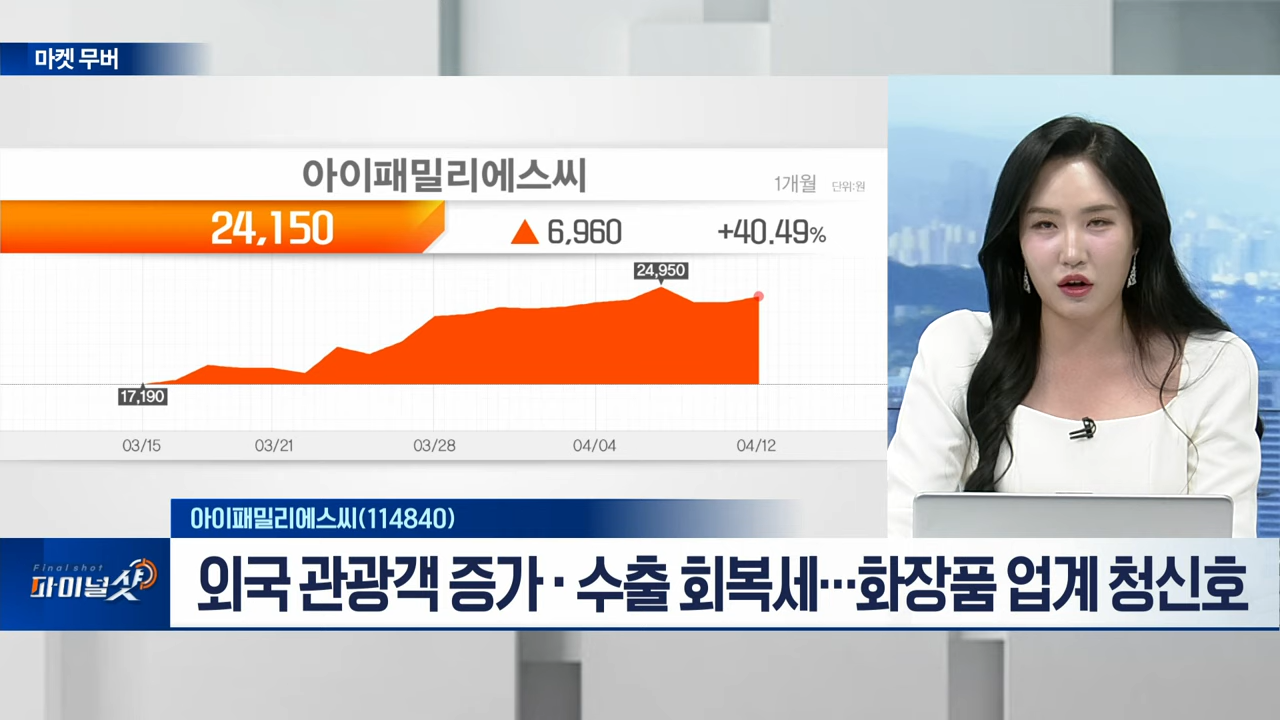 마켓 무버
아이패밀리에스씨
1개월 단위:원
24,150 ▲ 6,960 +40.49%
24,950
17,190
03/15 03/21 03/28 04/04 04/12
아이패밀리에스씨(114840)
Final shot
파이널샷
외국 관광객 증가· 수출 회복세…화장품 업계 청신호